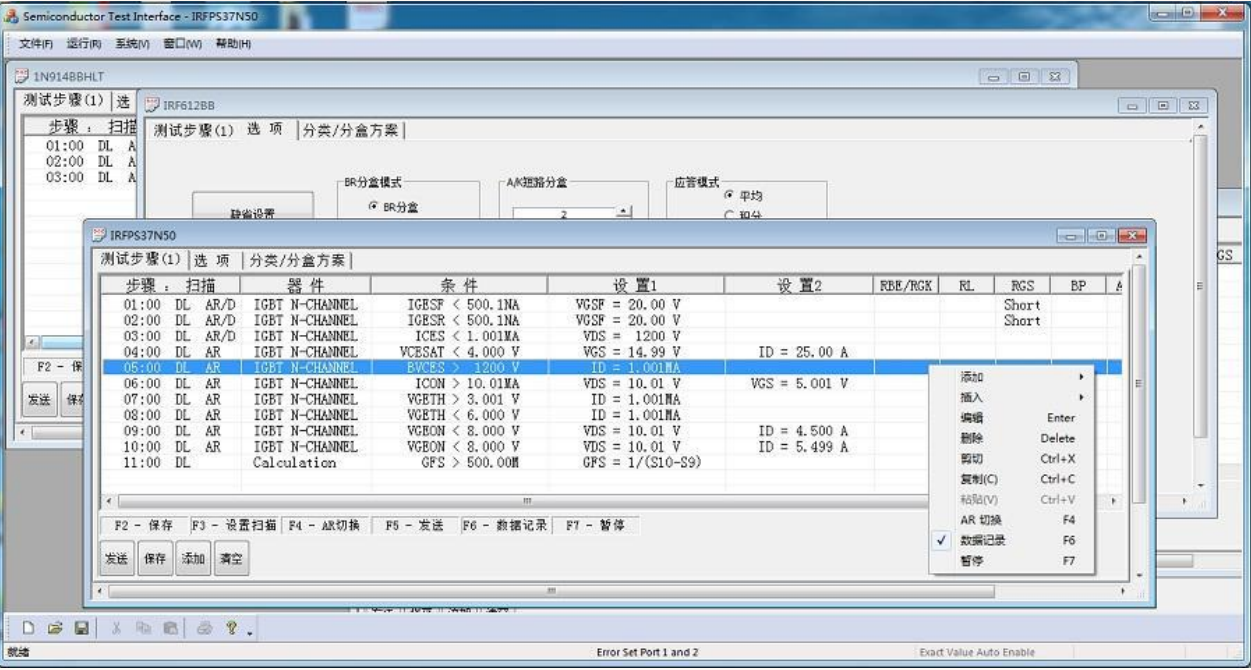 Semiconductor Test Interface - IRFPS37N50
文件(F) 运行(R) 系统(V) 窗口(W) 帮助(H)
1N914BBHLT
测试步骤(1) 选
步骤 : 扫描
01:00 DL A
02:00 DL A
03:00 DL A
F2 - 保
发送 保存
IRF612BB
测试步骤(1) 选 项 分类/分盒方案
缺省设置
BR分盒模式
BR分盒
A/K短路分盒
2
应答模式
平均
积分
GS
IRFPS37N50
测试步骤(1) 选 项 分类/分盒方案
步骤 : 扫描 器 件 条 件 设 置1 设 置2 RBE/RGK RL RGS BP A
01:00 DL AR/D IGBT N-CHANNEL IGESF < 500.1NA VGSF = 20.00 V Short
02:00 DL AR/D IGBT N-CHANNEL IGESR < 500.1NA VGSF = 20.00 V Short
03:00 DL AR/D IGBT N-CHANNEL ICES < 1.001MA VDS = 1200 V
04:00 DL AR IGBT N-CHANNEL VCESAT < 4.000 V VGS = 14.99 V ID = 25.00 A
05:00 DL AR IGBT N-CHANNEL BVCES > 1200 V ID = 1.001MA
06:00 DL AR IGBT N-CHANNEL ICON > 10.01MA VDS = 10.01 V VGS = 5.001 V
07:00 DL AR IGBT N-CHANNEL VGETH > 3.001 V ID = 1.001MA
08:00 DL AR IGBT N-CHANNEL VGETH < 6.000 V ID = 1.001MA
09:00 DL AR IGBT N-CHANNEL VGEON < 8.000 V VDS = 10.01 V ID = 4.500 A
10:00 DL AR IGBT N-CHANNEL VGEON < 8.000 V VDS = 10.01 V ID = 5.499 A
11:00 DL Calculation GFS > 500.00M GFS = 1/(S10-S9)
添加
插入
编辑 Enter
删除 Delete
剪切 Ctrl+X
复制(C) Ctrl+C
粘贴(V) Ctrl+V
AR 切换 F4
数据记录 F6
暂停 F7
F2 - 保存 F3 - 设置扫描 F4 - AR切换 F5 - 发送 F6 - 数据记录 F7 - 暂停
发送 保存 添加 清空
就绪 Error Set Port 1 and 2 Exact Value Auto Enable